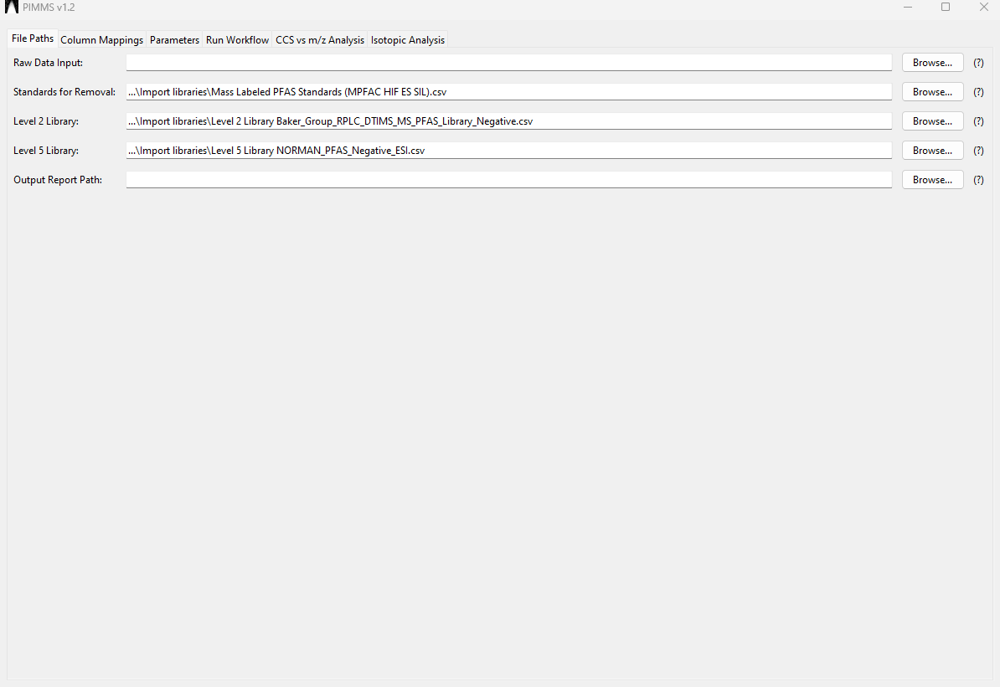 PIMMS v1.2
File Paths Column Mappings Parameters Run Workflow CCS vs m/z Analysis Isotopic Analysis
Raw Data Input: Browse... (?)
Standards for Removal: ...\Import libraries\Mass Labeled PFAS Standards (MPFAC HIF ES SIL).csv Browse... (?)
Level 2 Library: ...\Import libraries\Level 2 Library Baker_Group_RPLC_DTIMS_MS_PFAS_Library_Negative.csv Browse... (?)
Level 5 Library: ...\Import libraries\Level 5 Library NORMAN_PFAS_Negative_ESI.csv Browse... (?)
Output Report Path: Browse... (?)